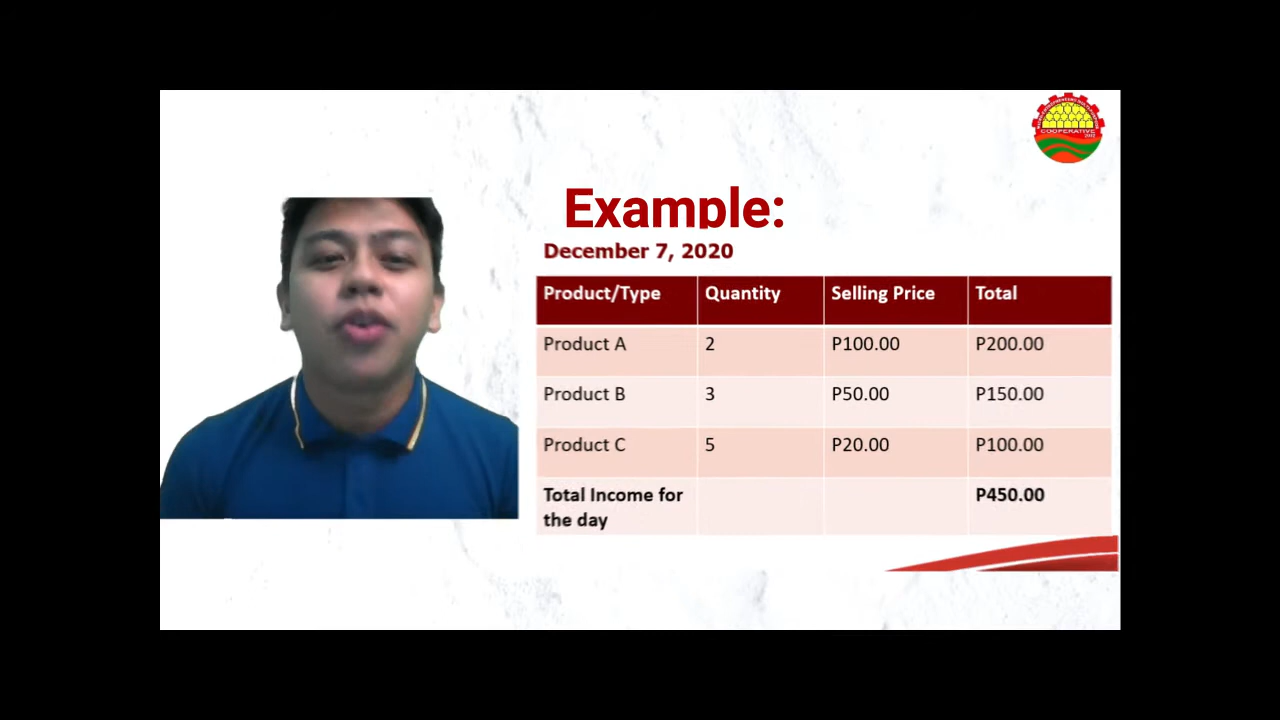 COOPERATIVE
Example:
December 7, 2020
Product/Type Quantity Selling Price Total
Product A 2 P100.00 P200.00
Product B 3 P50.00 P150.00
Product C 5 P20.00 P100.00
Total Income for P450.00
the day